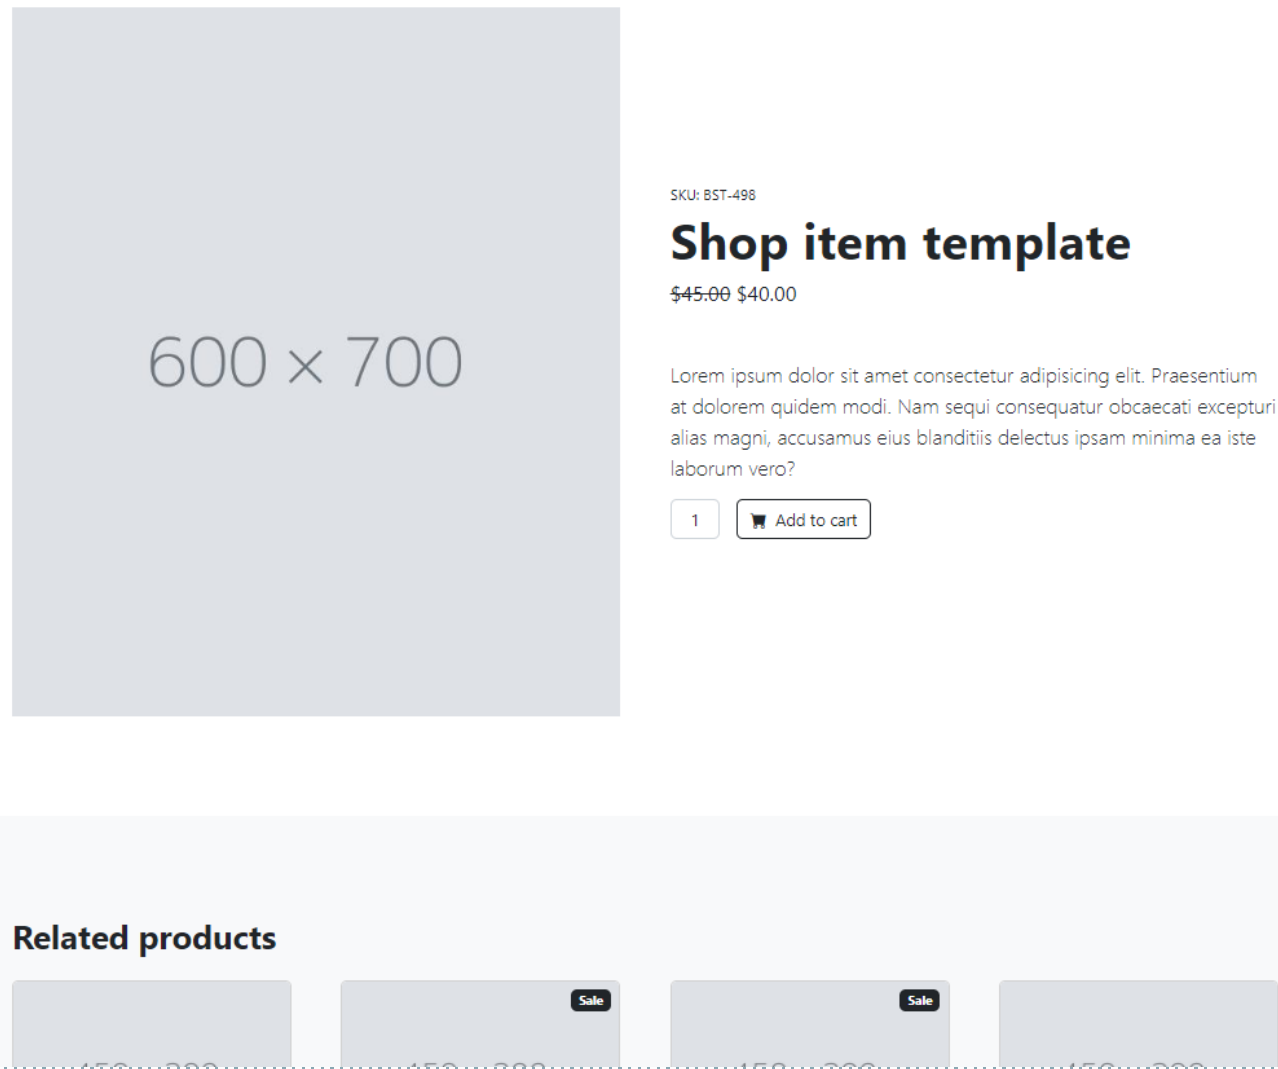 600 × 700
SKU: BST-498
Shop item template
$45.00 $40.00
Lorem ipsum dolor sit amet consectetur adipisicing elit. Praesentium
at dolorem quidem modi. Nam sequi consequatur obcaecati excepturi
alias magni, accusamus eius blanditiis delectus ipsam minima ea iste
laborum vero?
1 Add to cart
Related products
Sale
Sale